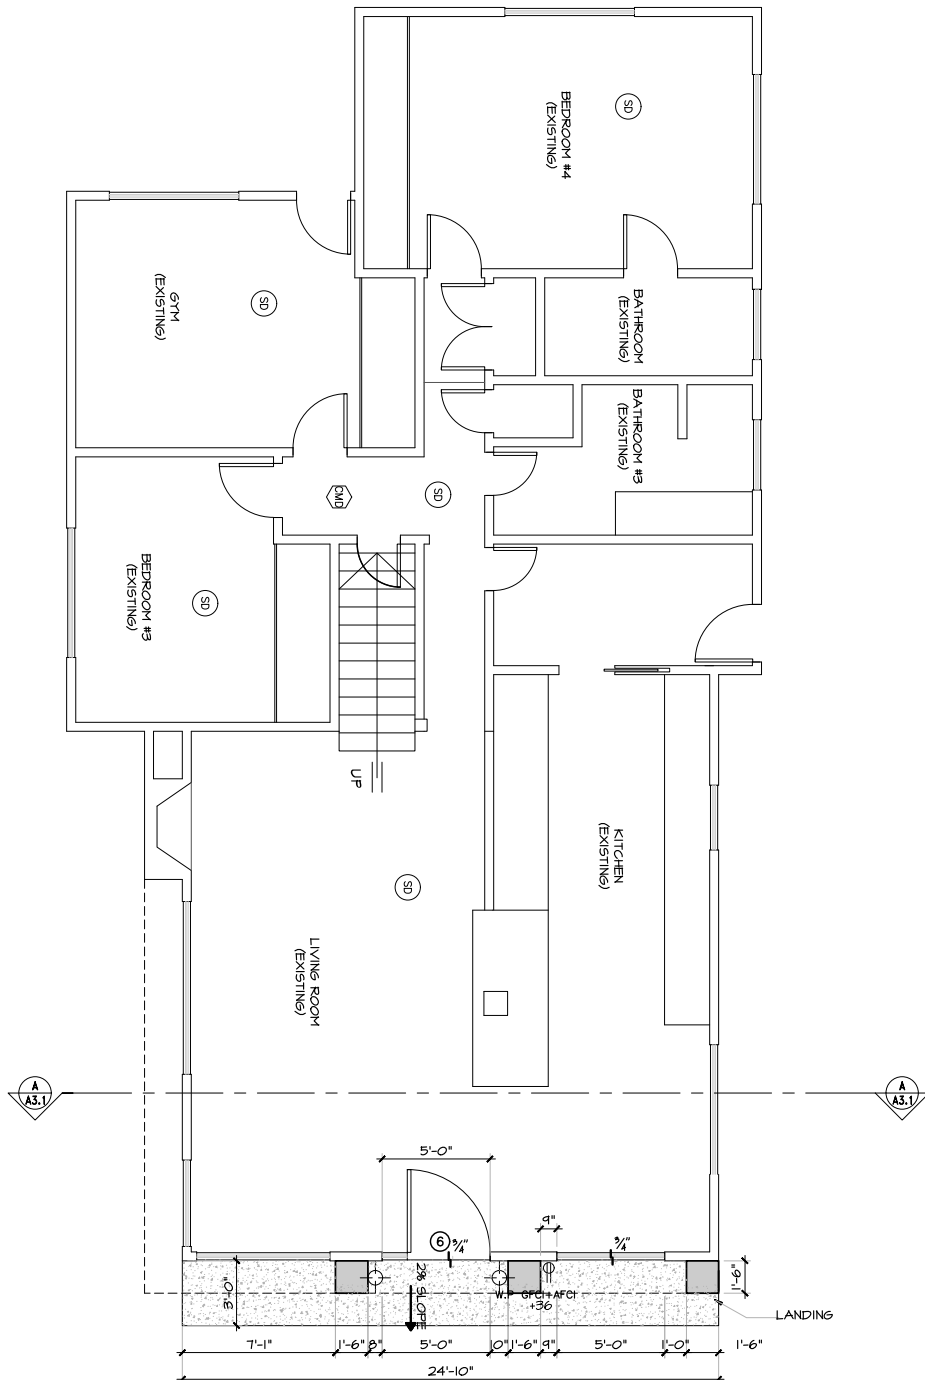 BEDROOM #4
(EXISTING)
SD
GYM
(EXISTING)
SD
BATHROOM
(EXISTING)
BATHROOM #3
(EXISTING)
CMD
SD
BEDROOM #3
(EXISTING)
SD
UP
KITCHEN
(EXISTING)
SD
LIVING ROOM
(EXISTING)
A
A3.1
A
A3.1
5'-0"
9"
6
3/4"
3/4"
3'-0"
2% SLOPE
W.P GFCI+AFCI
+36
1'-6"
LANDING
7'-1"
1'-6"
8"
5'-0"
10"
1'-6"
9"
5'-0"
1'-0"
1'-6"
24'-10"